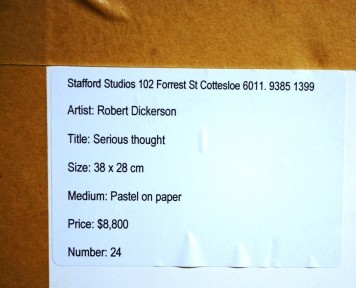 Stafford Studios 102 Forrest St Cottesloe 6011. 9385 1399
Artist: Robert Dickerson
Title: Serious thought
Size: 38 x 28 cm
Medium: Pastel on paper
Price: $8,800
Number: 24